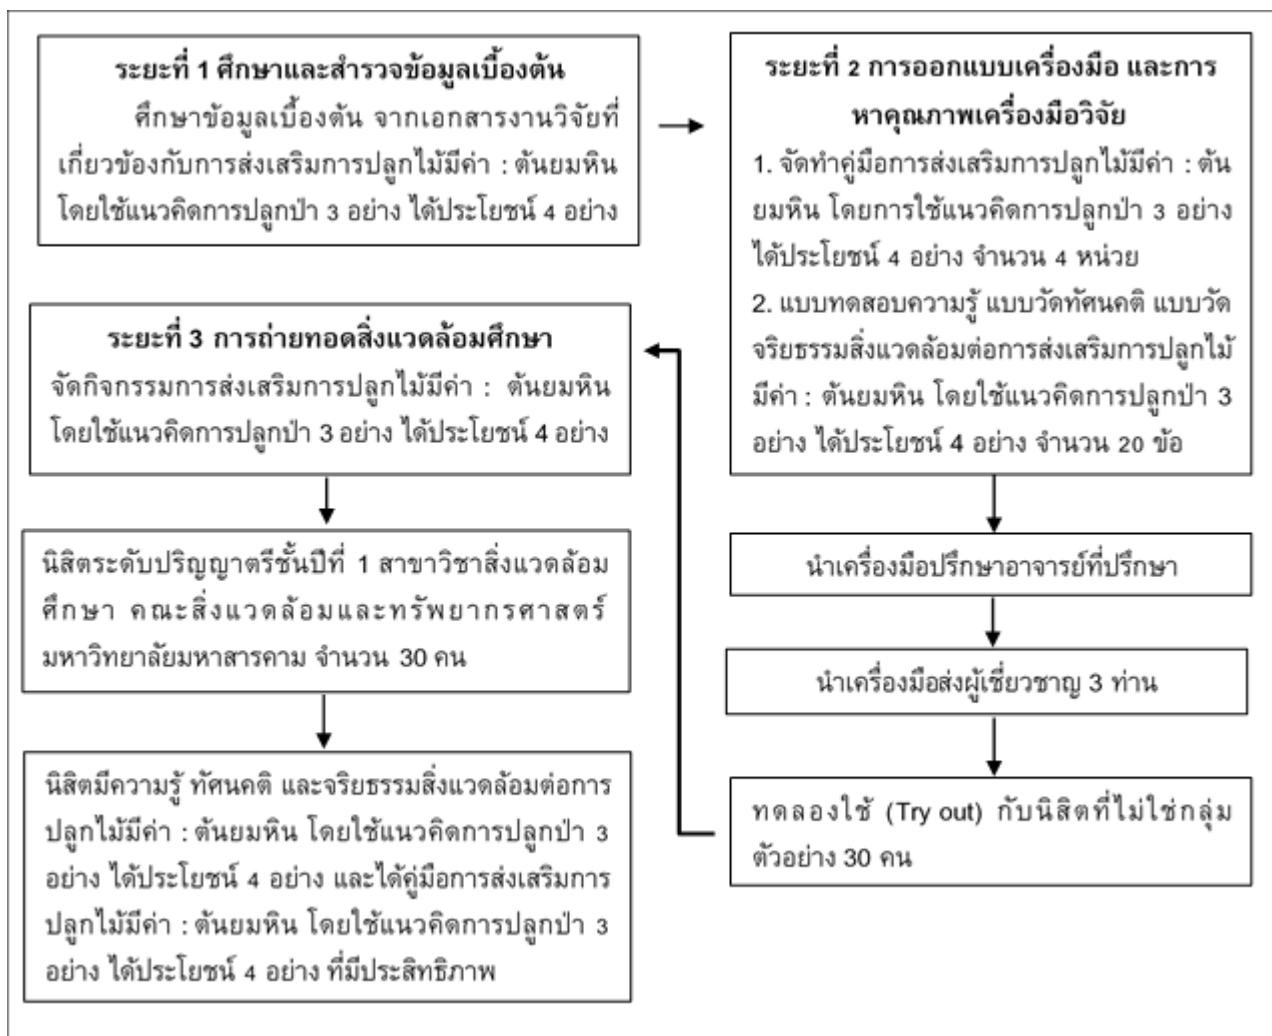 ระยะที่ 1 ศึกษาและสำรวจข้อมูลเบื้องต้น
ศึกษาข้อมูลเบื้องต้น จากเอกสารงานวิจัยที่
เกี่ยวข้องกับการส่งเสริมการปลูกไม้มีค่า : ต้นยมหิน
โดยใช้แนวคิดการปลูกป่า 3 อย่าง ได้ประโยชน์ 4 อย่าง
ระยะที่ 2 การออกแบบเครื่องมือ และการ
หาคุณภาพเครื่องมือวิจัย
1. จัดทำคู่มือการส่งเสริมการปลูกไม้มีค่า : ต้น
ยมหิน โดยการใช้แนวคิดการปลูกป่า 3 อย่าง
ได้ประโยชน์ 4 อย่าง จำนวน 4 หน่วย
2. แบบทดสอบความรู้ แบบวัดทัศนคติ แบบวัด
จริยธรรมสิ่งแวดล้อมต่อการส่งเสริมการปลูกไม้
มีค่า : ต้นยมหิน โดยใช้แนวคิดการปลูกป่า 3
อย่าง ได้ประโยชน์ 4 อย่าง จำนวน 20 ข้อ
นำเครื่องมือปรึกษาอาจารย์ที่ปรึกษา
นำเครื่องมือส่งผู้เชี่ยวชาญ 3 ท่าน
ทดลองใช้ (Try out) กับนิสิตที่ไม่ใช่กลุ่ม
ตัวอย่าง 30 คน
ระยะที่ 3 การถ่ายทอดสิ่งแวดล้อมศึกษา
จัดกิจกรรมการส่งเสริมการปลูกไม้มีค่า : ต้นยมหิน
โดยใช้แนวคิดการปลูกป่า 3 อย่าง ได้ประโยชน์ 4 อย่าง
นิสิตระดับปริญญาตรีชั้นปีที่ 1 สาขาวิชาสิ่งแวดล้อม
ศึกษา คณะสิ่งแวดล้อมและทรัพยากรศาสตร์
มหาวิทยาลัยมหาสารคาม จำนวน 30 คน
นิสิตมีความรู้ ทัศนคติ และจริยธรรมสิ่งแวดล้อมต่อการ
ปลูกไม้มีค่า : ต้นยมหิน โดยใช้แนวคิดการปลูกป่า 3
อย่าง ได้ประโยชน์ 4 อย่าง และได้คู่มือการส่งเสริมการ
ปลูกไม้มีค่า : ต้นยมหิน โดยใช้แนวคิดการปลูกป่า 3
อย่าง ได้ประโยชน์ 4 อย่าง ที่มีประสิทธิภาพ